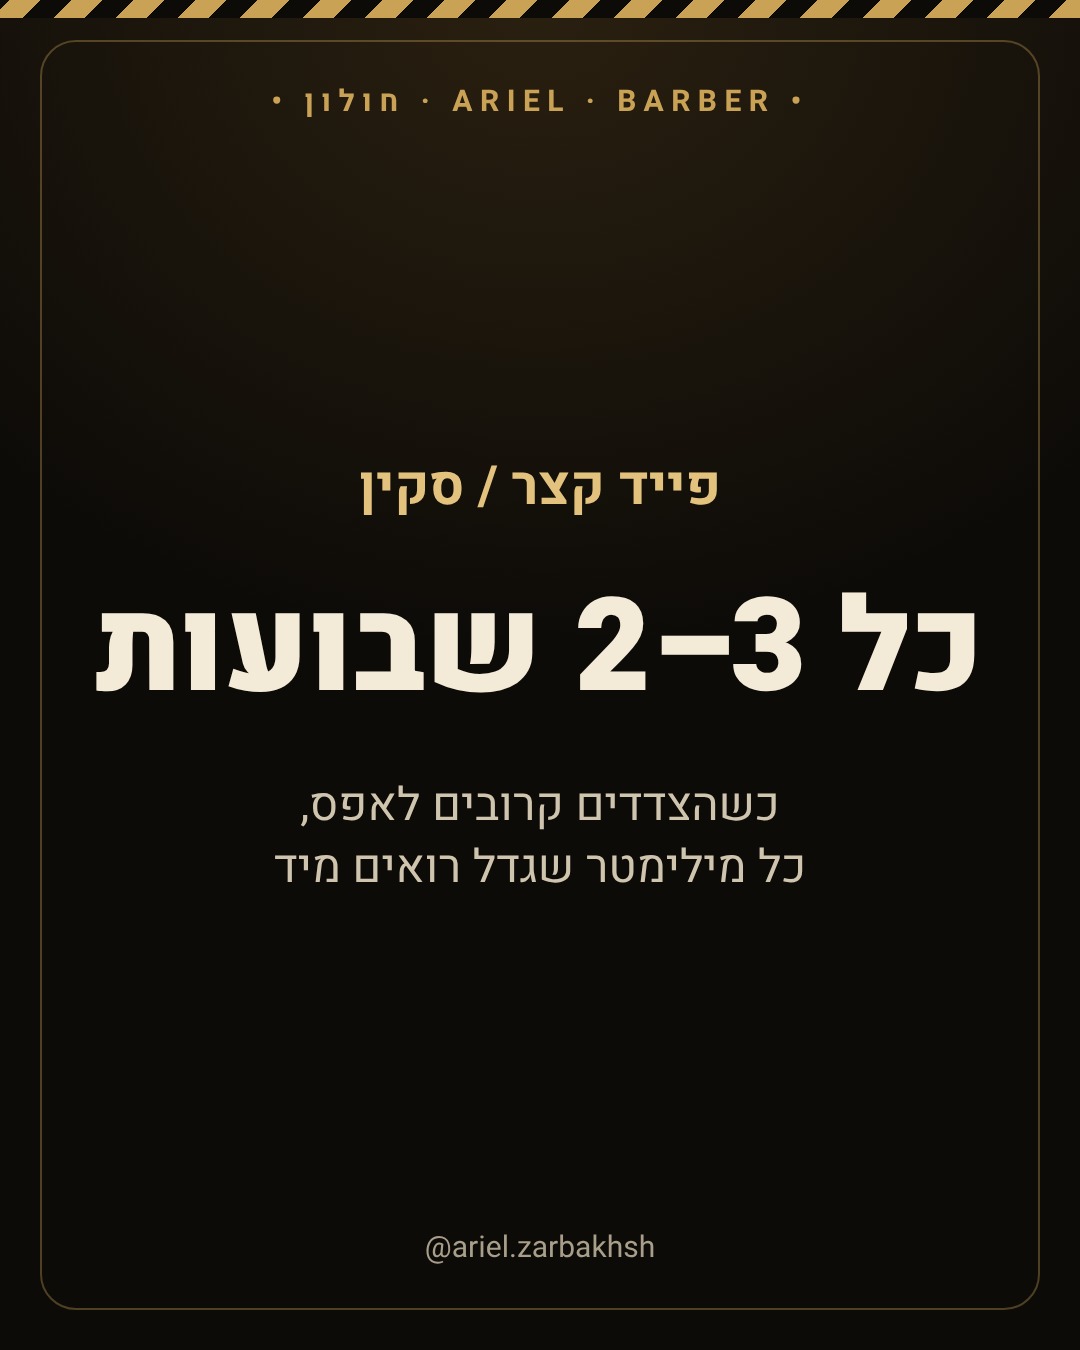 • ARIEL · BARBER · חולון •
פייד קצר / סקין
כל 2–3 שבועות
כשהצדדים קרובים לאפס,
כל מילימטר שגדל רואים מיד
@ariel.zarbakhsh